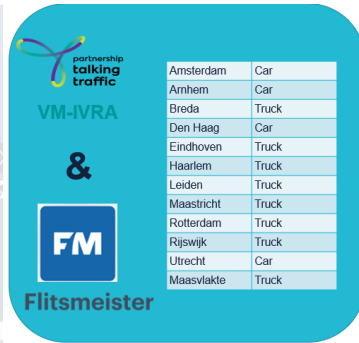 partnership
talking
traffic
VM-IVRA
&
FM
Flitsmeister
Amsterdam Car
Arnhem Car
Breda Truck
Den Haag Car
Eindhoven Truck
Haarlem Truck
Leiden Truck
Maastricht Truck
Rotterdam Truck
Rijswijk Truck
Utrecht Car
Maasvlakte Truck